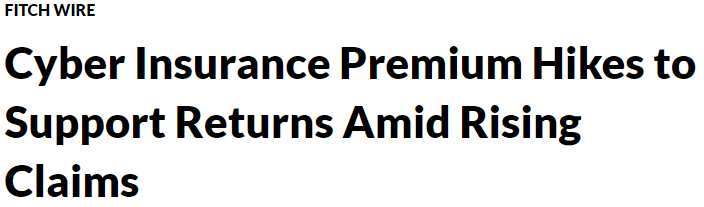 FITCH WIRE
Cyber Insurance Premium Hikes to
Support Returns Amid Rising
Claims